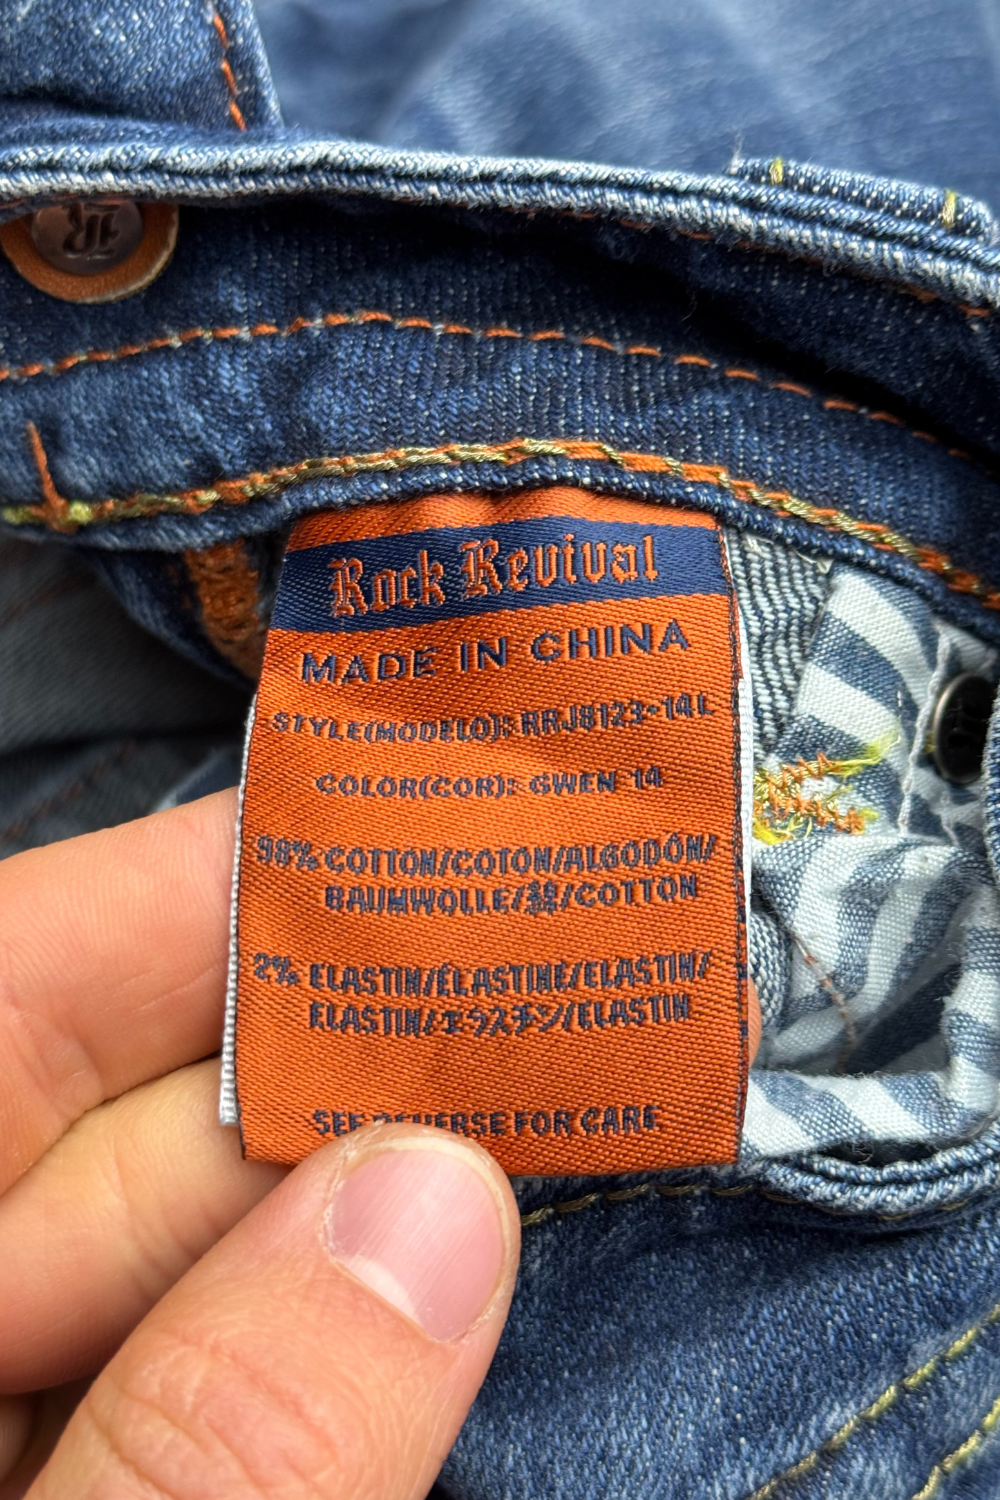 JR
Rock Revival
MADE IN CHINA
STYLE(MODELO): RRJ8123-14L
COLOR(COR): GWEN 14
98% COTTON/COTON/ALGODÓN/
BAUMWOLLE/綿/COTTON
2% ELASTIN/ÉLASTINE/ELASTIN/
ELASTIN/エラスチン/ELASTIN
SEE REVERSE FOR CARE